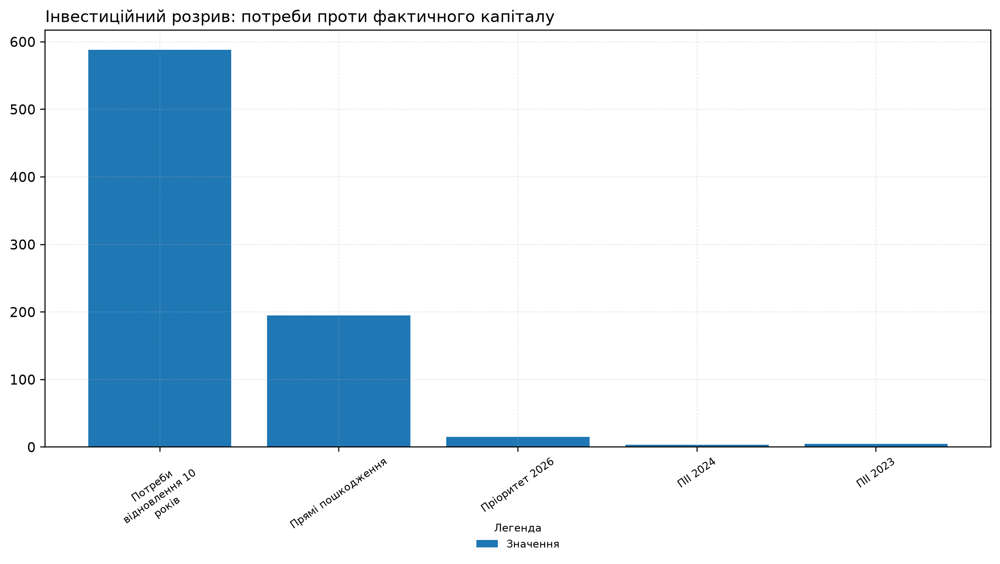 Інвестиційний розрив: потреби проти фактичного капіталу
600
500
400
300
200
100
0
Потреби
відновлення 10
років
Прямі пошкодження
Пріоритет 2026
ПІІ 2024
ПІІ 2023
Легенда
Значення